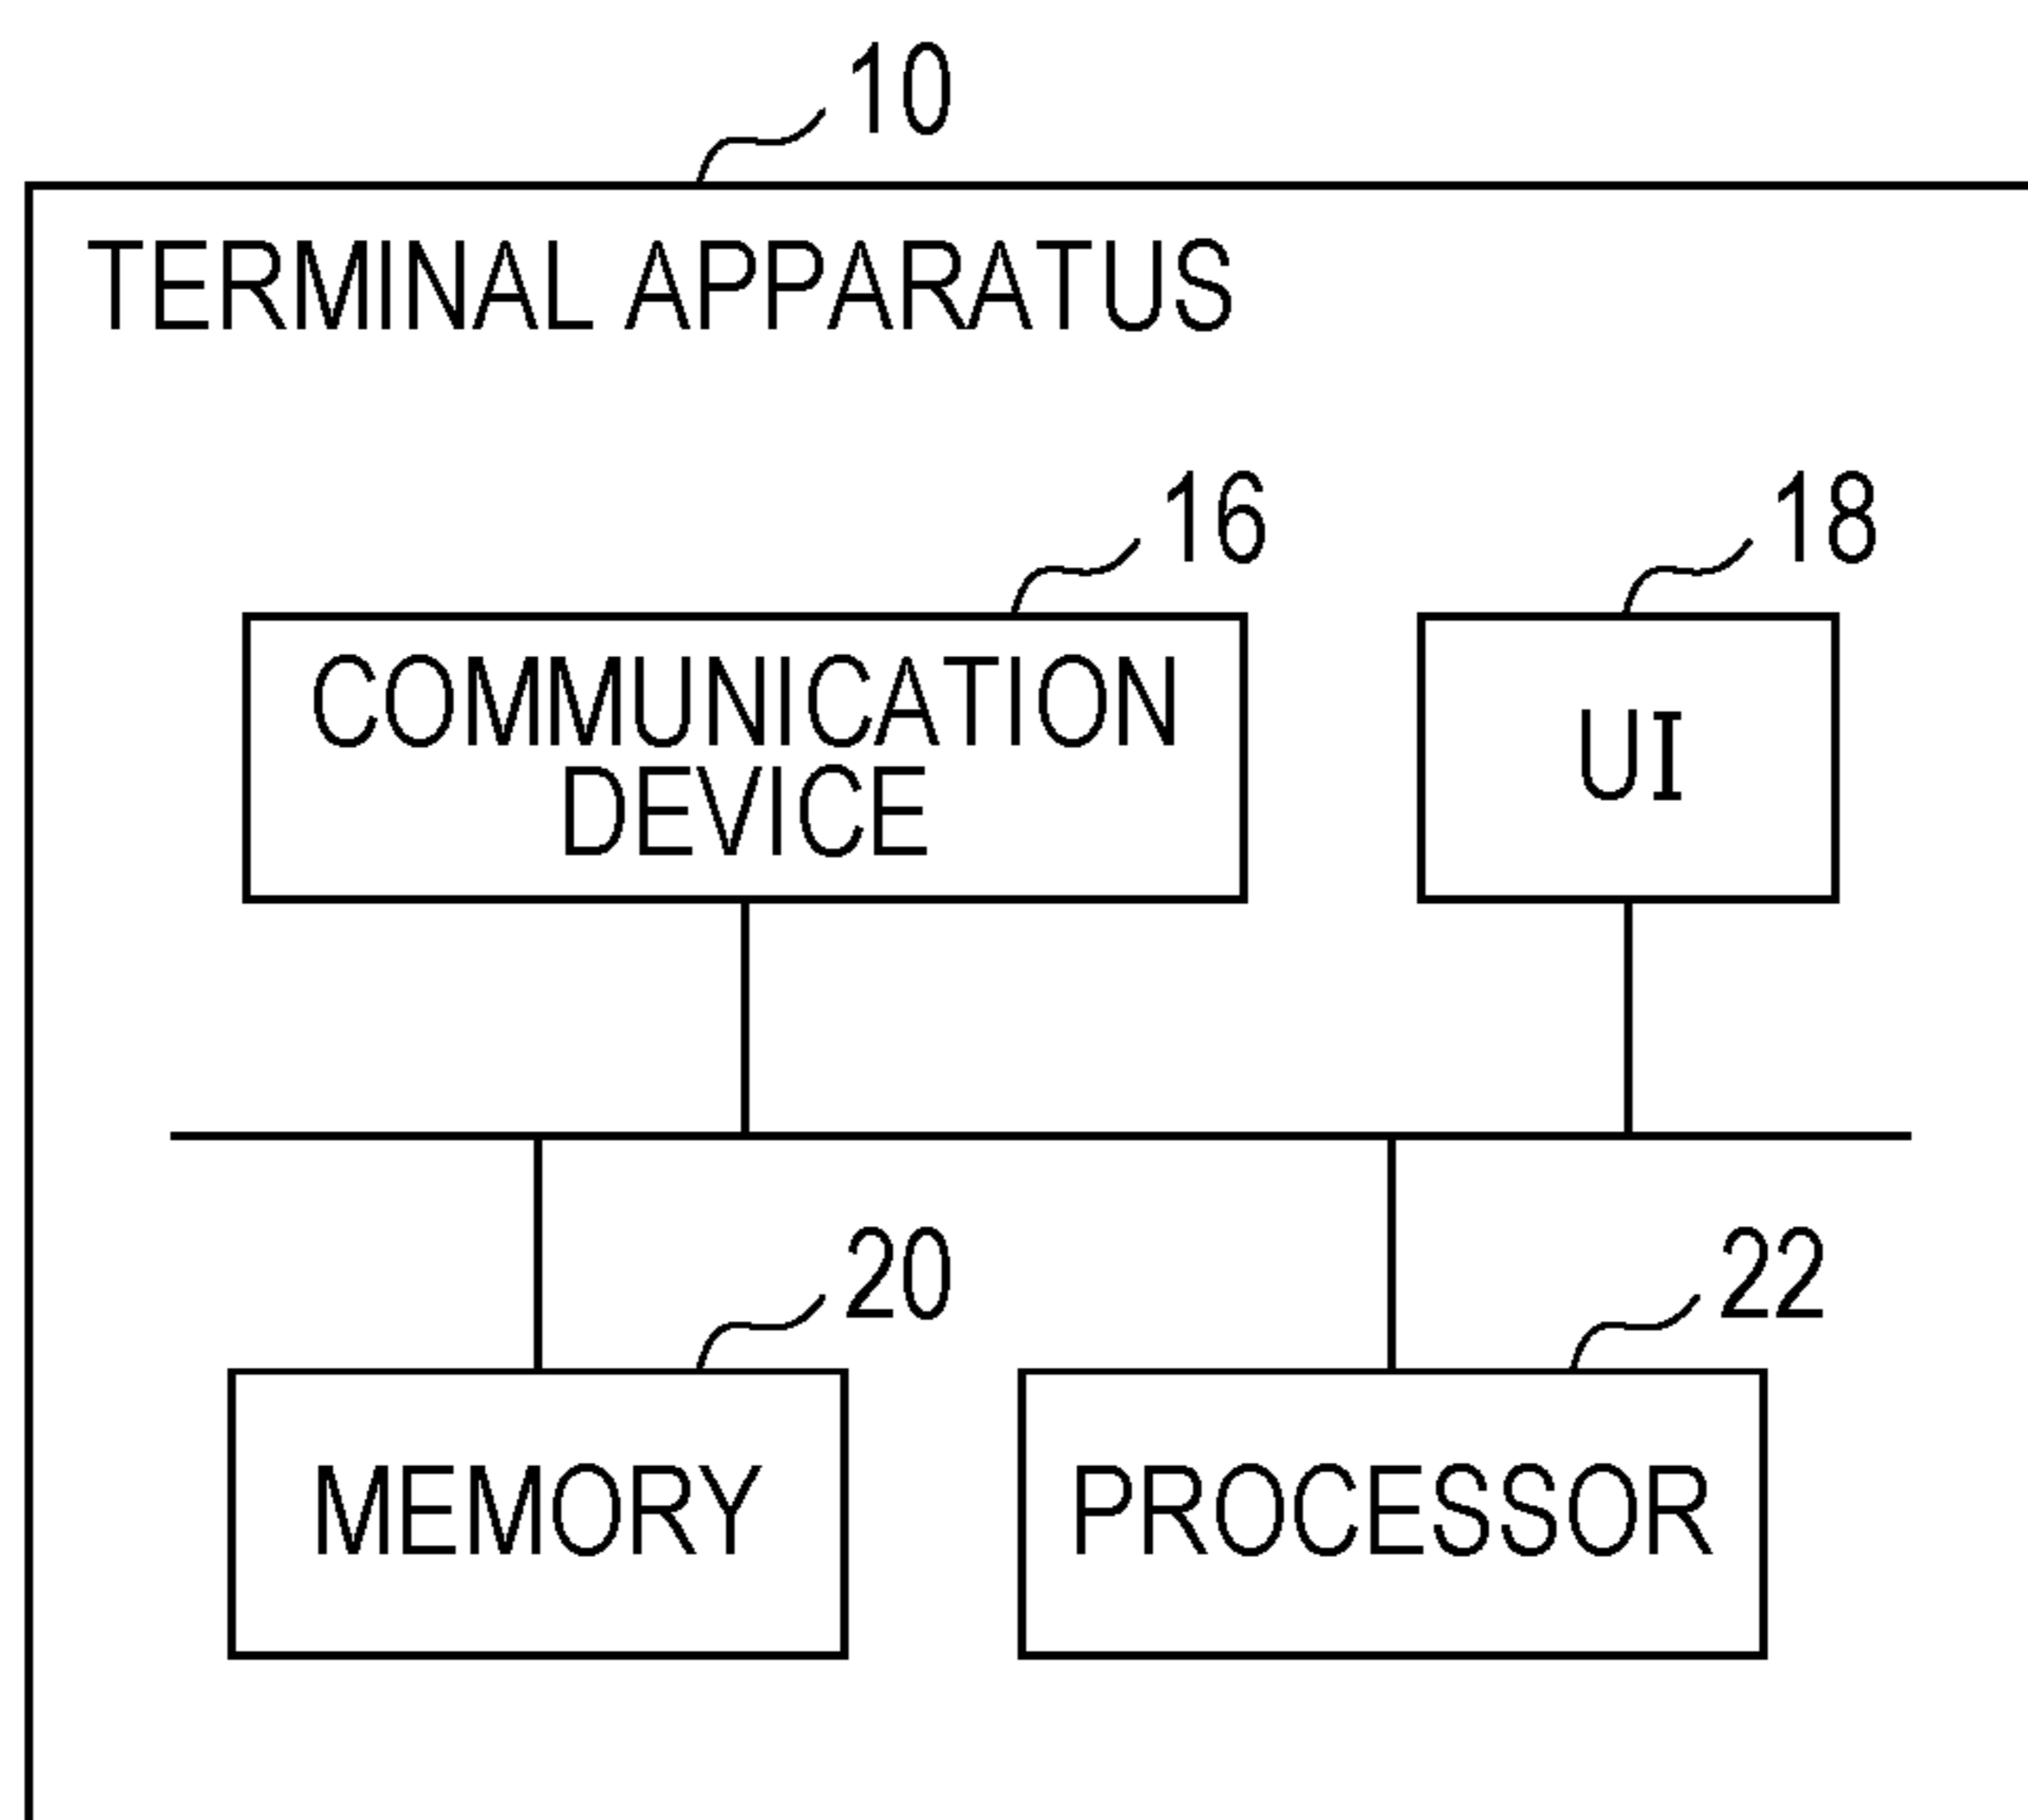 10
TERMINAL APPARATUS
16
18
COMMUNICATION
DEVICE
UI
20
22
MEMORY
PROCESSOR